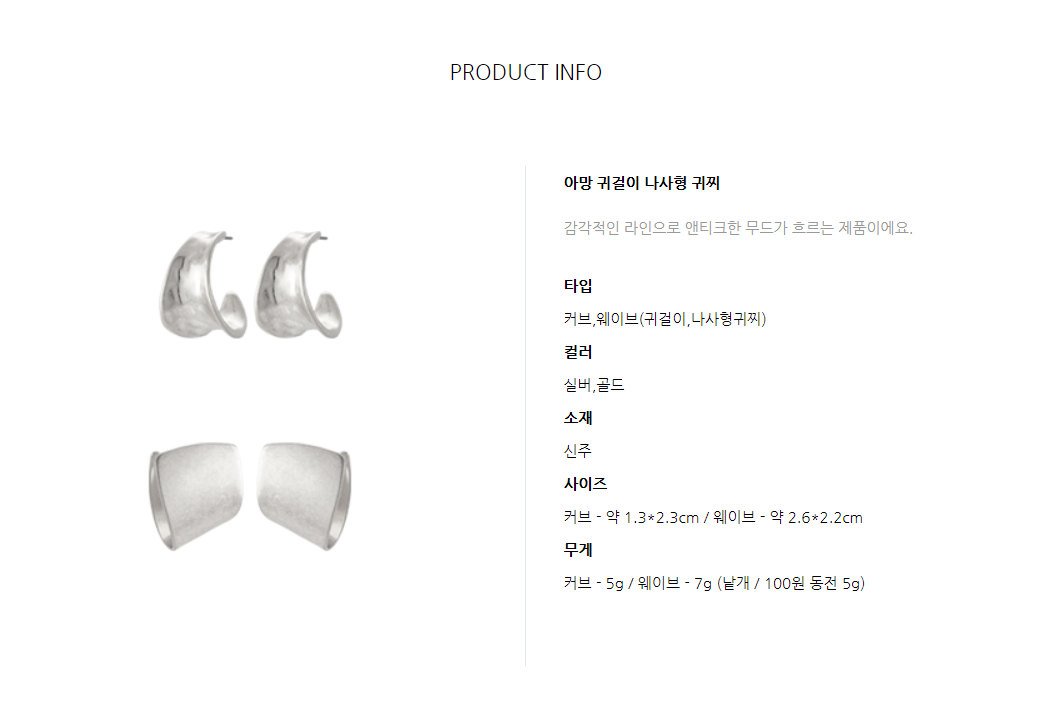 PRODUCT INFO
아망 귀걸이 나사형 귀찌
감각적인 라인으로 앤티크한 무드가 흐르는 제품이에요.
타입
커브,웨이브(귀걸이,나사형귀찌)
컬러
실버,골드
소재
신주
사이즈
커브 - 약 1.3*2.3cm / 웨이브 - 약 2.6*2.2cm
무게
커브 - 5g / 웨이브 - 7g (낱개 / 100원 동전 5g)